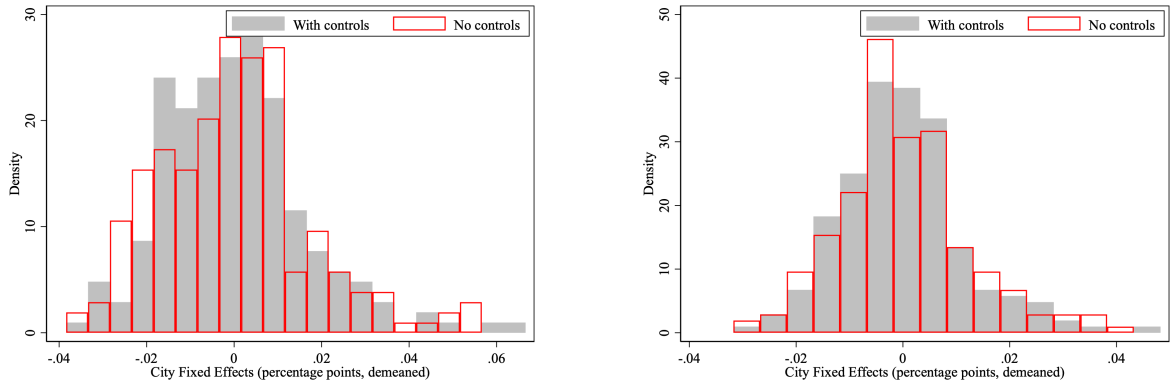 With controls
No controls
30
20
10
0
Density
-.04
-.02
0
.02
.04
.06
City Fixed Effects (percentage points, demeaned)
With controls
No controls
50
40
30
20
10
0
Density
-.04
-.02
0
.02
.04
City Fixed Effects (percentage points, demeaned)